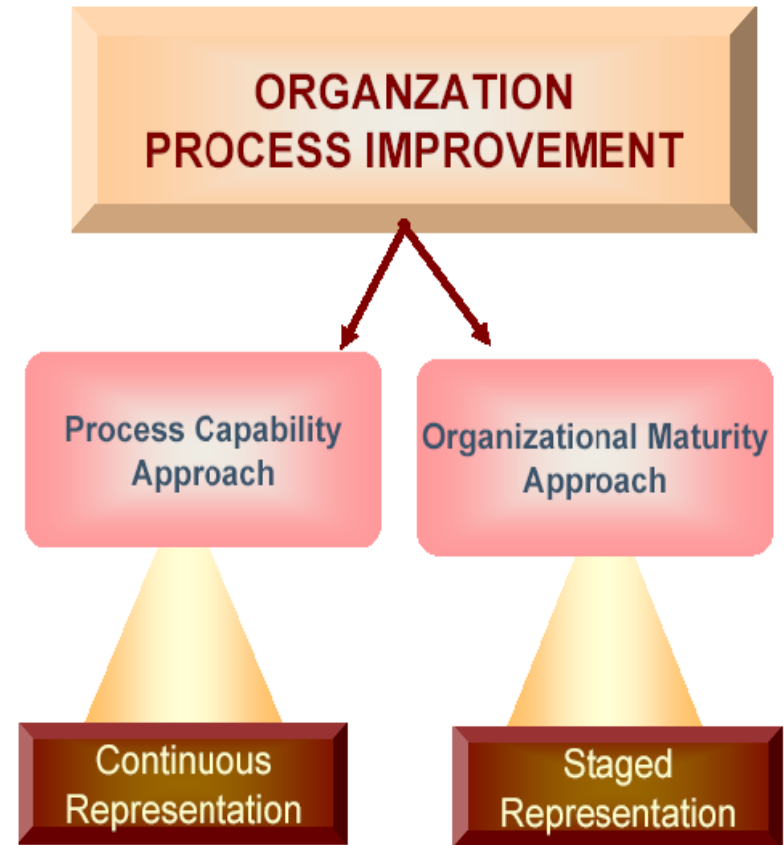 ORGANZATION
PROCESS IMPROVEMENT
Process Capability
Approach
Organizational Maturity
Approach
Continuous
Representation
Staged
Representation